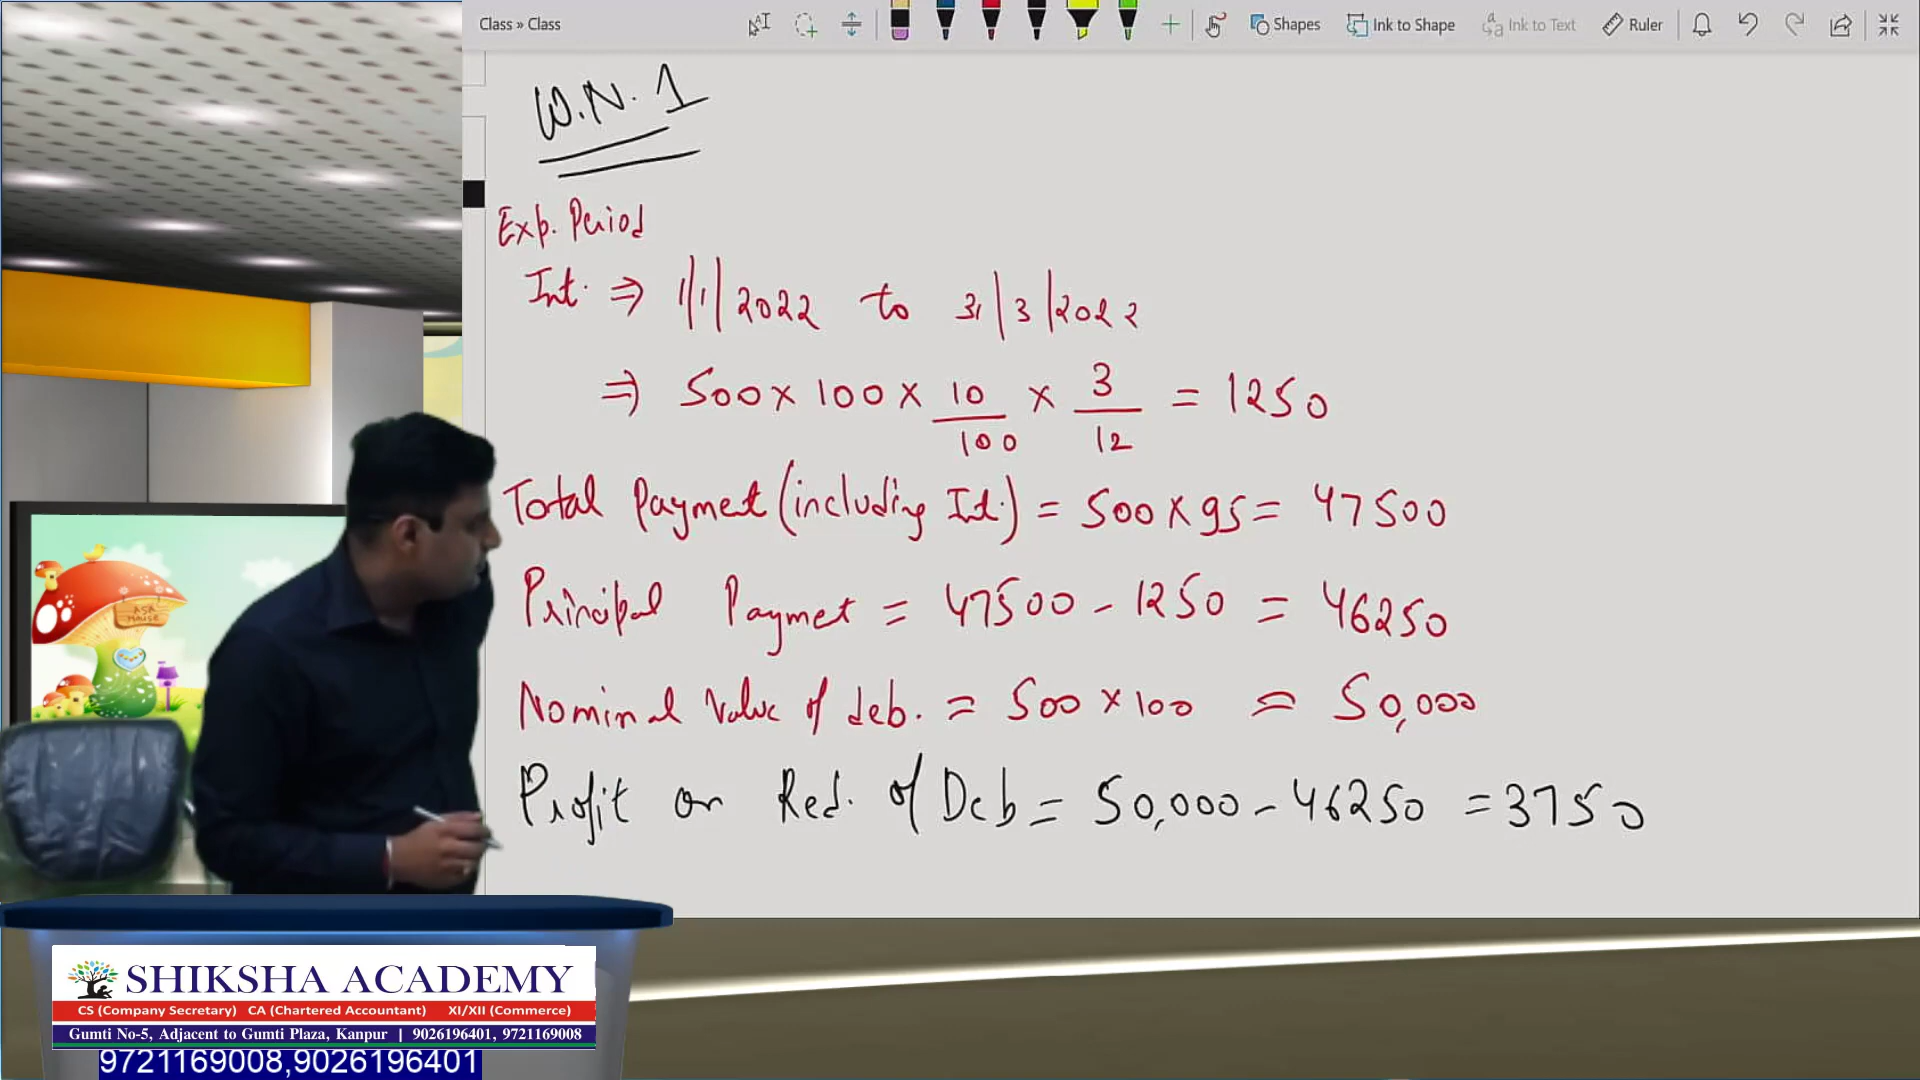 Class » Class
Shapes
Ink to Shape
Ink to Text
Ruler
W.N. 1
Exp. Period
Int. ⇒ 1/1/2022 to 31/3/2022
⇒ 500 × 100 × 10/100 × 3/12 = 1250
Total Paymet (including Int.) = 500 × 95 = 47500
Principal Paymet = 47500 - 1250 = 46250
Nominal Value of deb. = 500 × 100 = 50,000
Profit on Red. of Deb = 50,000 - 46250 = 3750
SHIKSHA ACADEMY
CS (Company Secretary) CA (Chartered Accountant) XI/XII (Commerce)
Gumti No-5, Adjacent to Gumti Plaza, Kanpur | 9026196401, 9721169008
9721169008,9026196401